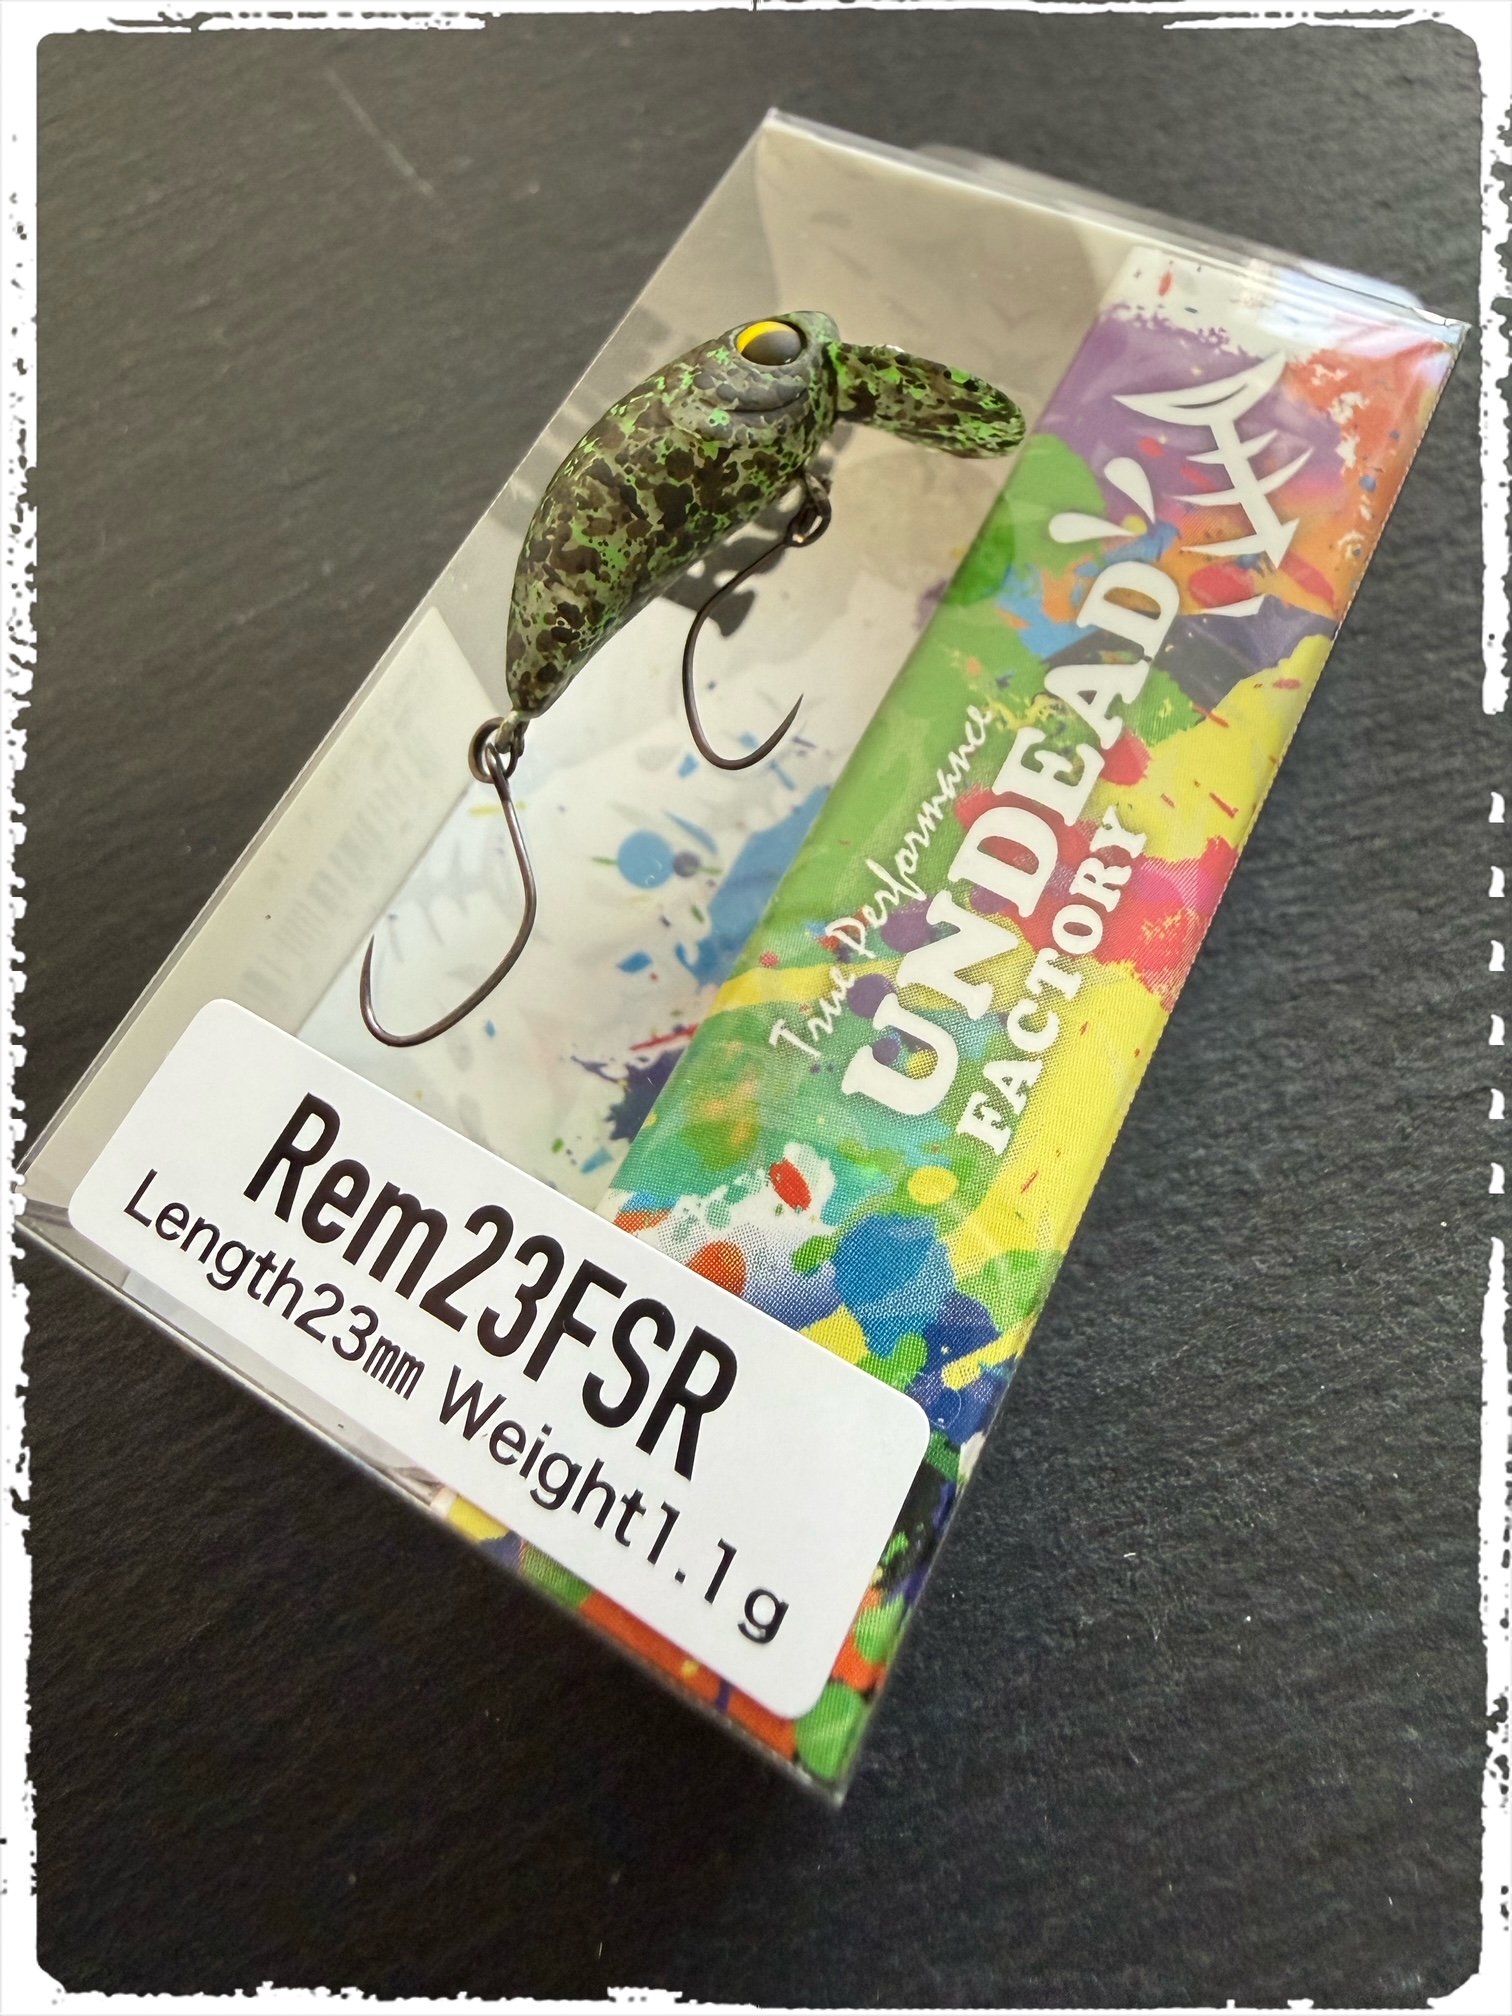 True Performance
UNDEAD
FACTORY
Rem23FSR
Length23㎜ Weight1.1g